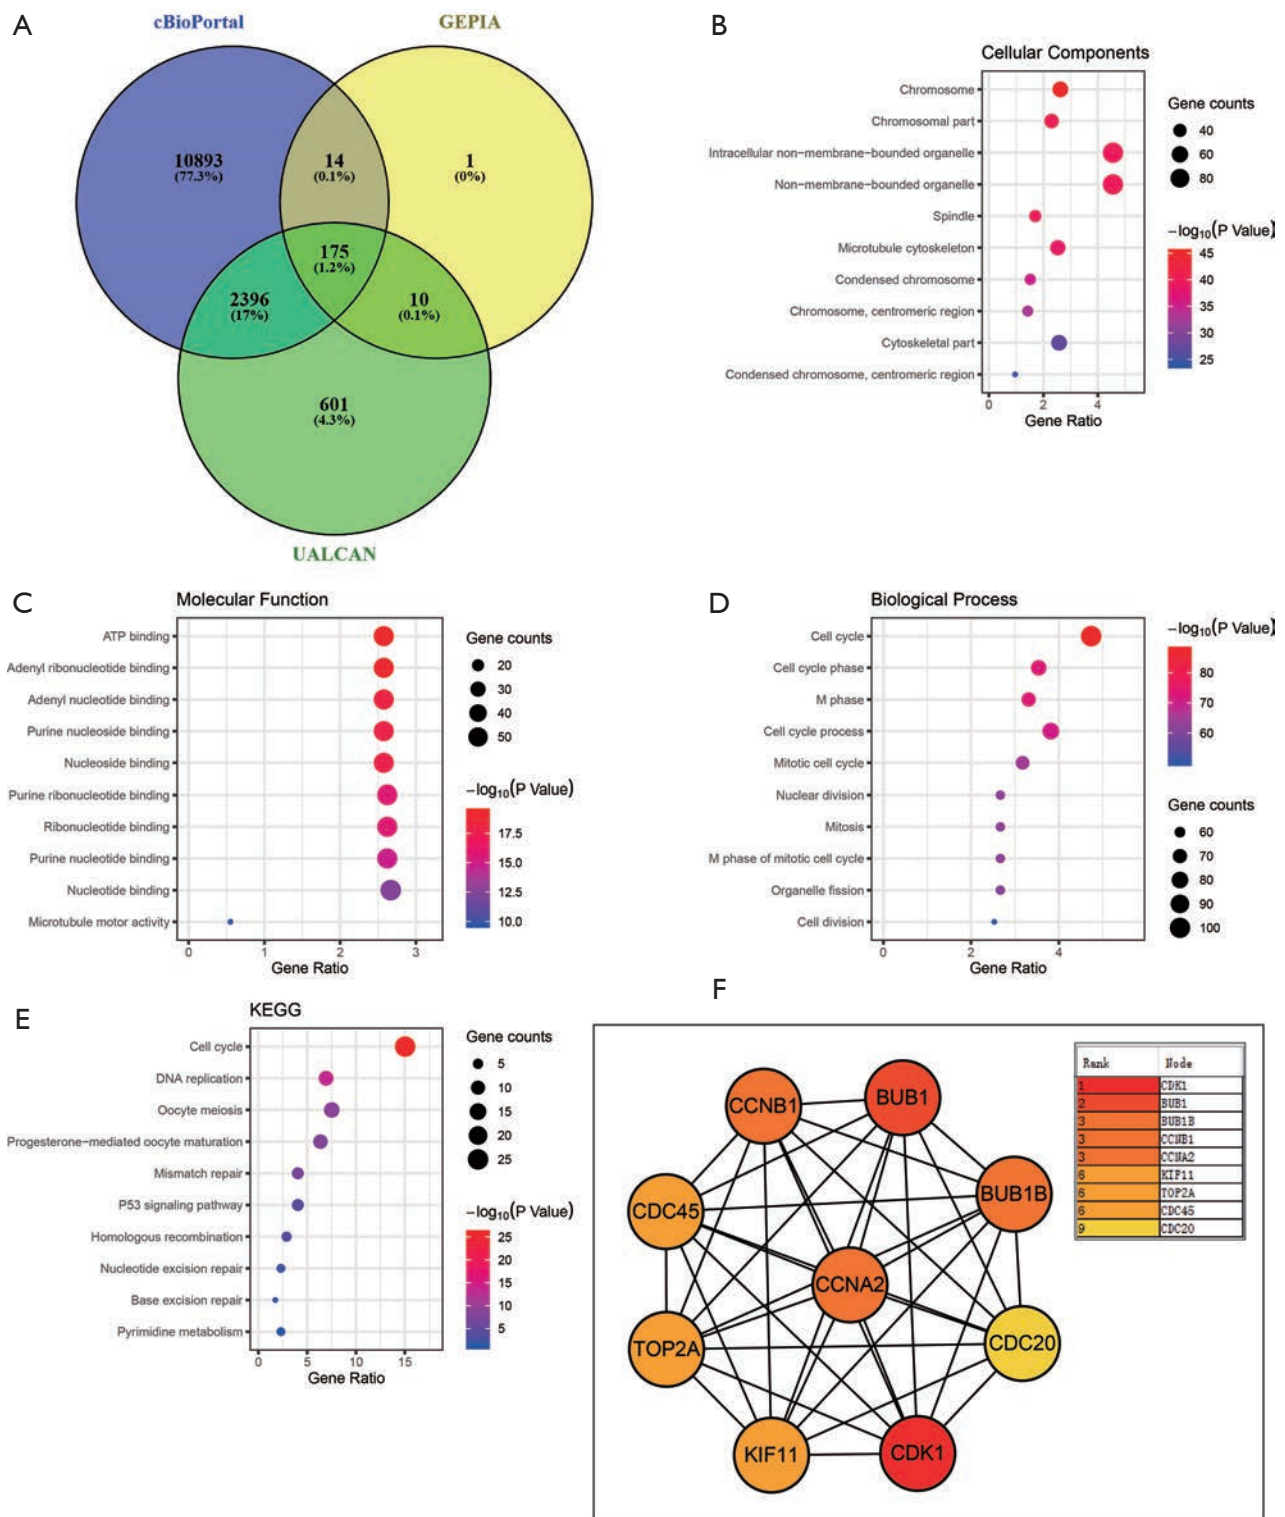 A
cBioPortal
GEPIA
10893
(77.3%)
14
(0.1%)
1
(0%)
175
(1.2%)
2396
(17%)
10
(0.1%)
601
(4.3%)
UALCAN
B
Cellular Components
Chromosome
Chromosomal part
Intracellular non-membrane-bounded organelle
Non-membrane-bounded organelle
Spindle
Microtubule cytoskeleton
Condensed chromosome
Chromosome, centromeric region
Cytoskeletal part
Condensed chromosome, centromeric region
0 2 4
Gene Ratio
Gene counts
40
60
80
−log10(P Value)
45
40
35
30
25
C
Molecular Function
ATP binding
Adenyl ribonucleotide binding
Adenyl nucleotide binding
Purine nucleoside binding
Nucleoside binding
Purine ribonucleotide binding
Ribonucleotide binding
Purine nucleotide binding
Nucleotide binding
Microtubule motor activity
0 1 2 3
Gene Ratio
Gene counts
20
30
40
50
−log10(P Value)
17.5
15.0
12.5
10.0
D
Biological Process
Cell cycle
Cell cycle phase
M phase
Cell cycle process
Mitotic cell cycle
Nuclear division
Mitosis
M phase of mitotic cell cycle
Organelle fission
Cell division
0 2 4
Gene Ratio
−log10(P Value)
80
70
60
Gene counts
60
70
80
90
100
E
KEGG
Cell cycle
DNA replication
Oocyte meiosis
Progesterone-mediated oocyte maturation
Mismatch repair
P53 signaling pathway
Homologous recombination
Nucleotide excision repair
Base excision repair
Pyrimidine metabolism
0 5 10 15
Gene Ratio
Gene counts
5
10
15
20
25
−log10(P Value)
25
20
15
10
5
F
CCNB1
BUB1
BUB1B
CDC45
CCNA2
TOP2A
CDC20
KIF11
CDK1
Rank Node
1 CDK1
2 BUB1
3 BUB1B
3 CCNB1
3 CCNA2
6 KIF11
6 TOP2A
6 CDC45
9 CDC20